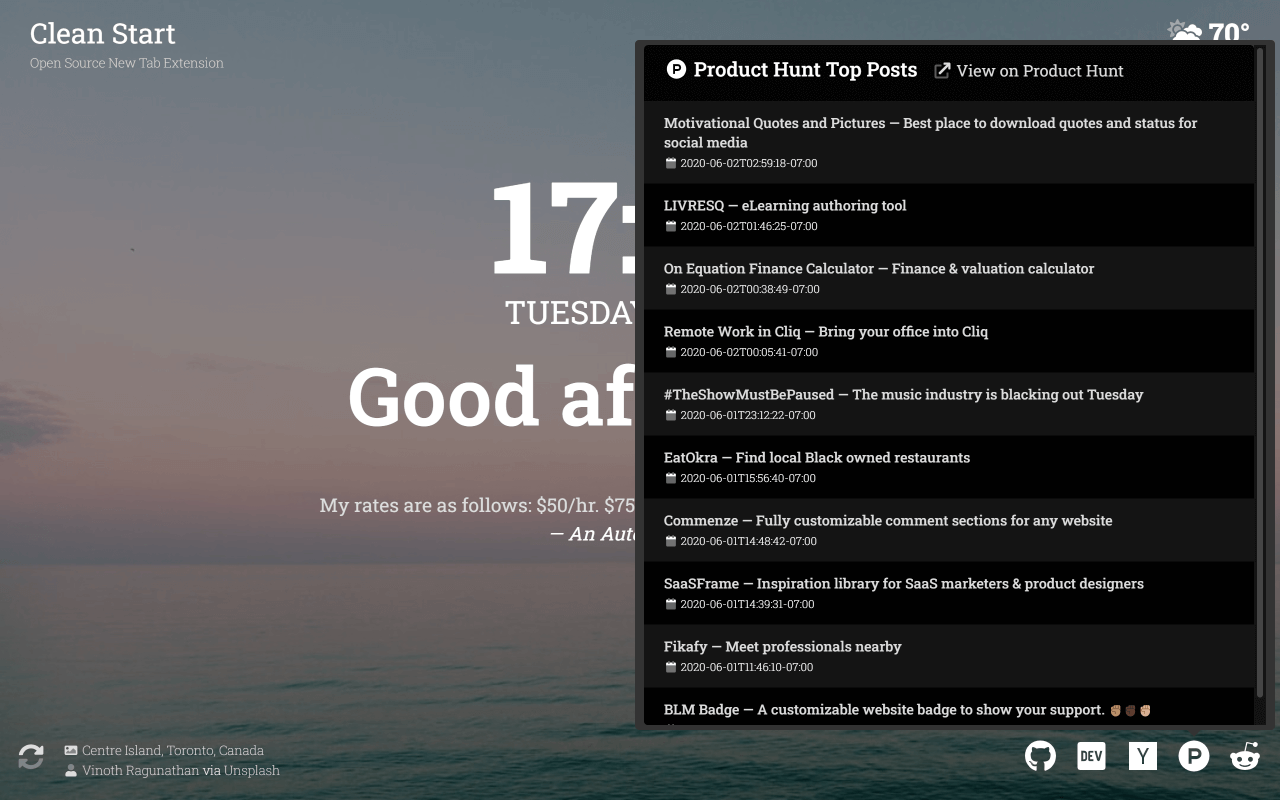 Clean Start
Open Source New Tab Extension
70°
17:
TUESDAY
Good af
My rates are as follows: $50/hr. $75
— An Aut
Product Hunt Top Posts
View on Product Hunt
Motivational Quotes and Pictures — Best place to download quotes and status for
social media
2020-06-02T02:59:18-07:00
LIVRESQ — eLearning authoring tool
2020-06-02T01:46:25-07:00
On Equation Finance Calculator — Finance & valuation calculator
2020-06-02T00:38:49-07:00
Remote Work in Cliq — Bring your office into Cliq
2020-06-02T00:05:41-07:00
#TheShowMustBePaused — The music industry is blacking out Tuesday
2020-06-01T23:12:22-07:00
EatOkra — Find local Black owned restaurants
2020-06-01T15:56:40-07:00
Commenze — Fully customizable comment sections for any website
2020-06-01T14:48:42-07:00
SaaSFrame — Inspiration library for SaaS marketers & product designers
2020-06-01T14:39:31-07:00
Fikafy — Meet professionals nearby
2020-06-01T11:46:10-07:00
BLM Badge — A customizable website badge to show your support. ✊🏽✊🏿✊🏼
Centre Island, Toronto, Canada
Vinoth Ragunathan via Unsplash
DEV
Y
P